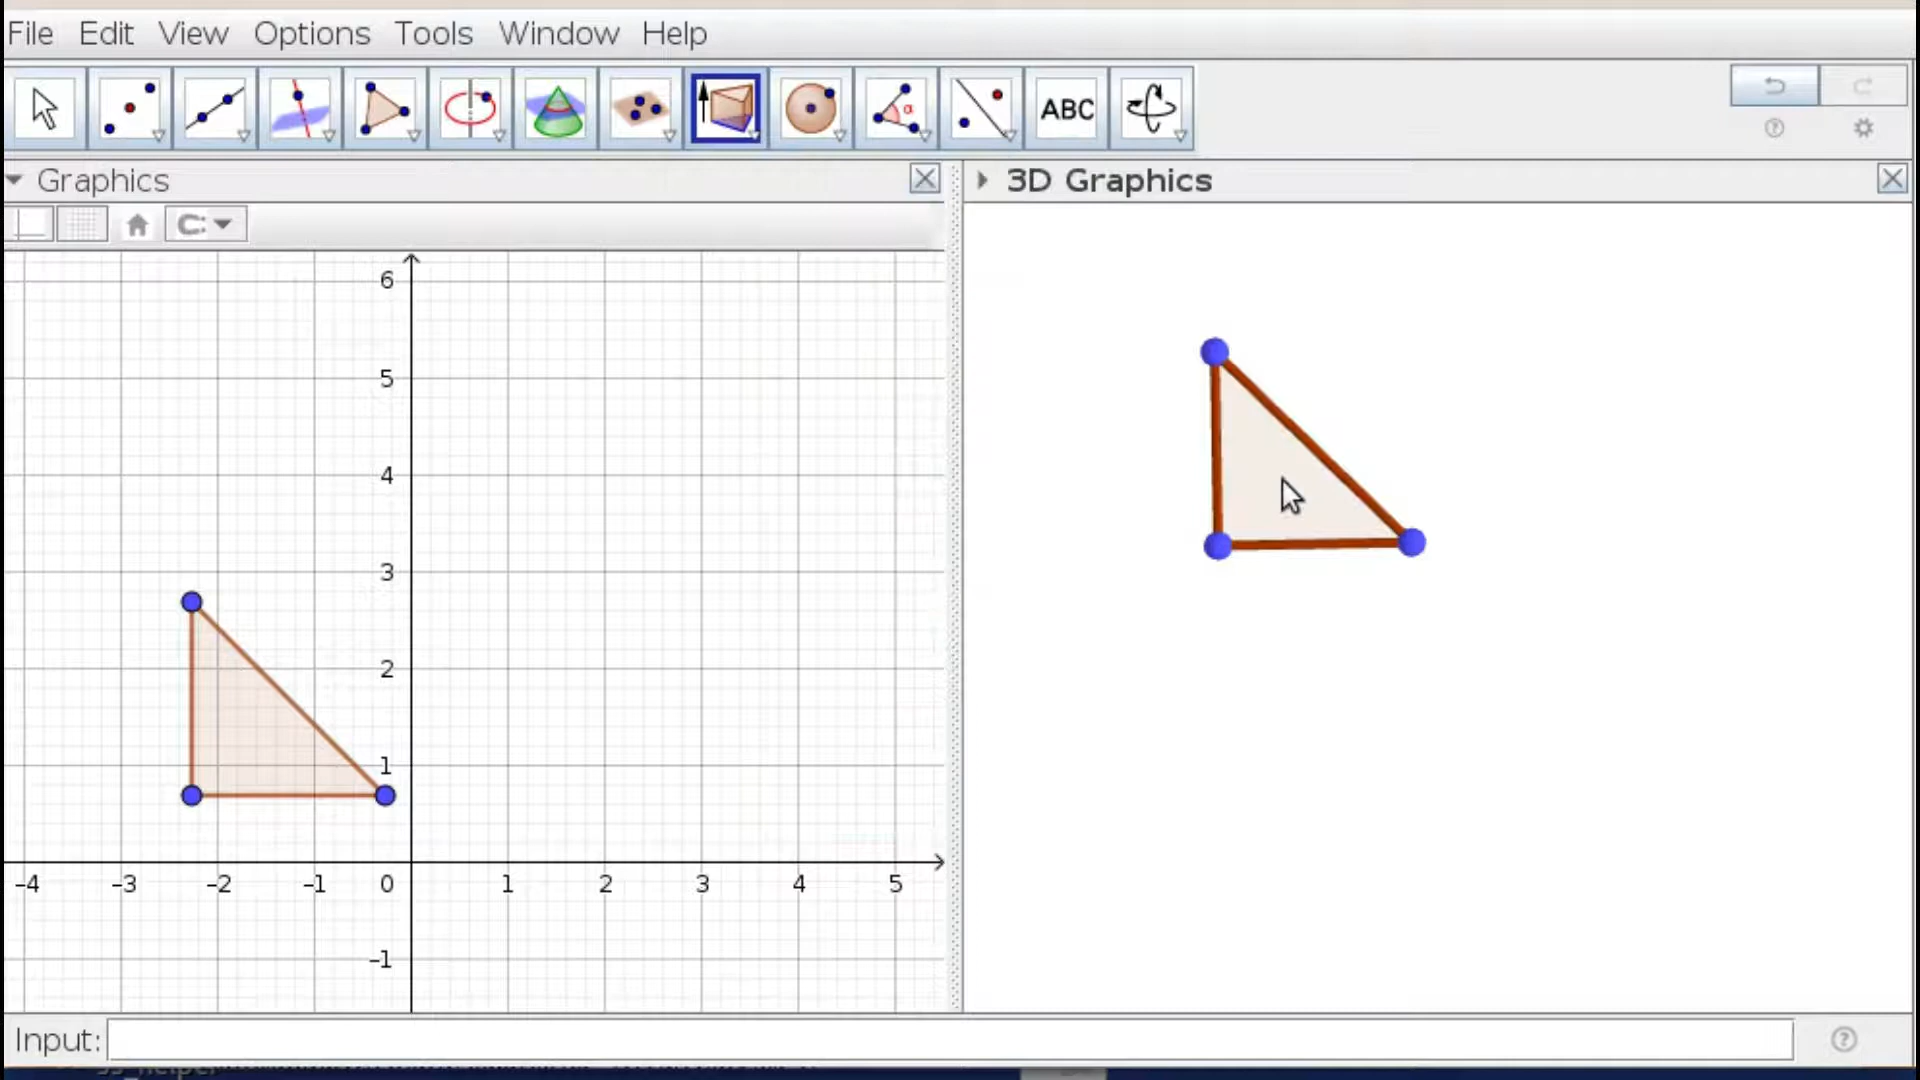 File Edit View Options Tools Window Help
α ABC
Graphics
3D Graphics
6
5
4
3
2
1
-4 -3 -2 -1 0 1 2 3 4 5
-1
Input: